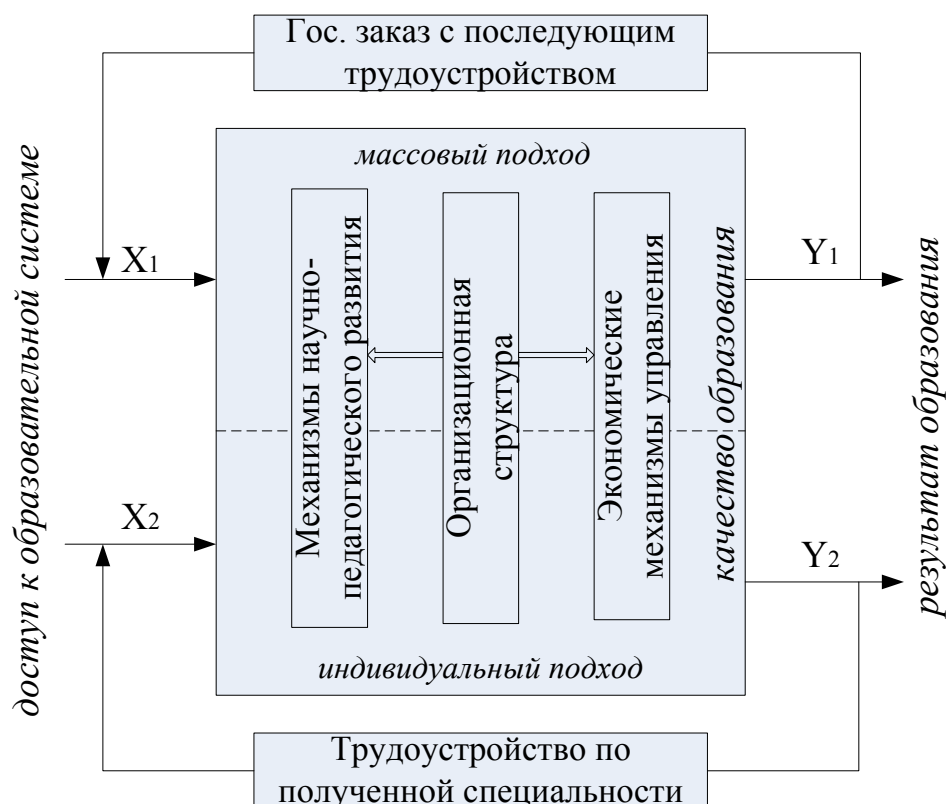 Гос. заказ с последующим
трудоустройством
массовый подход
доступ к образовательной системе
X1
X2
Механизмы научно-
педагогического развития
Организационная
структура
Экономические
механизмы управления
качество образования
Y1
Y2
результат образования
индивидуальный подход
Трудоустройство по
полученной специальности